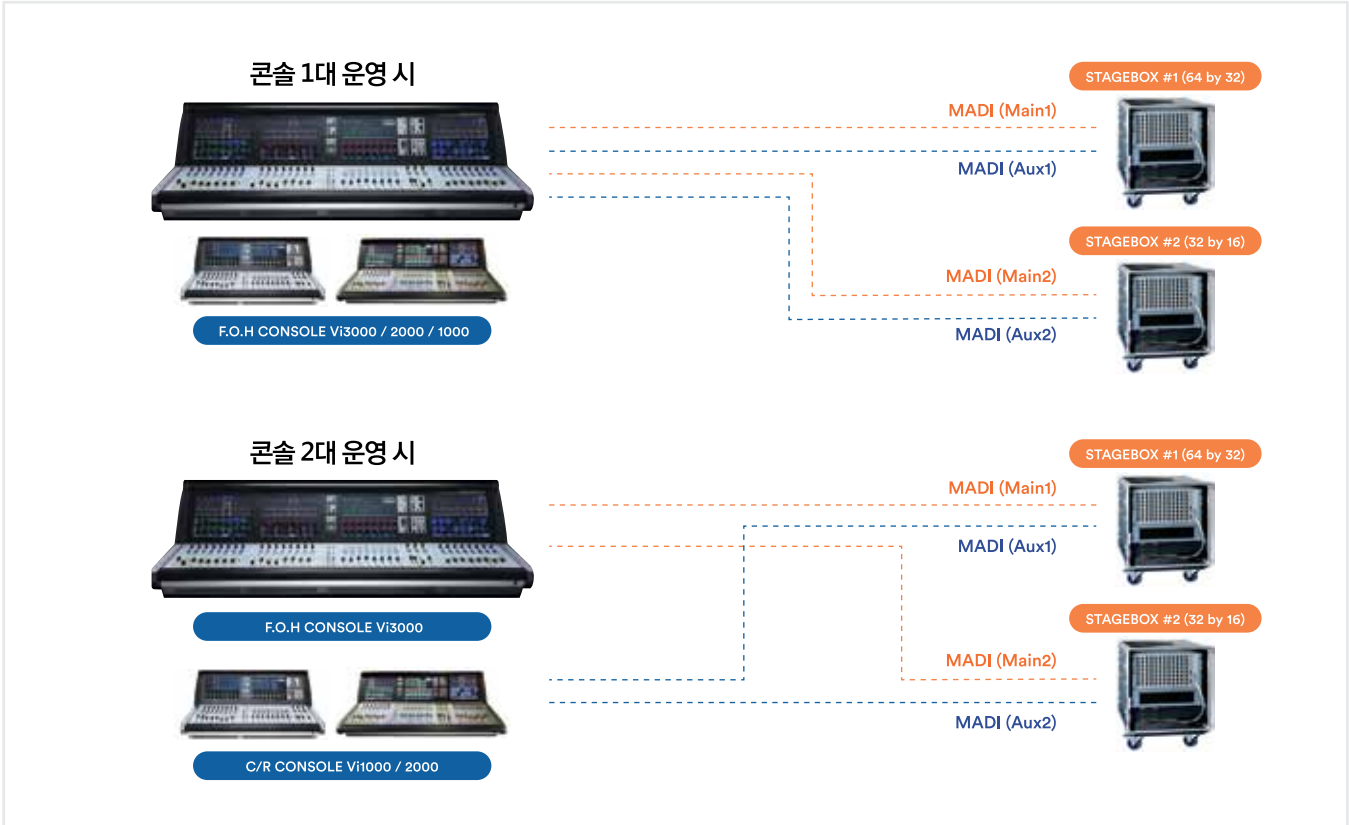 콘솔 1대 운영 시
STAGEBOX #1 (64 by 32)
MADI (Main1)
MADI (Aux1)
STAGEBOX #2 (32 by 16)
MADI (Main2)
MADI (Aux2)
F.O.H CONSOLE Vi3000 / 2000 / 1000
콘솔 2대 운영 시
STAGEBOX #1 (64 by 32)
MADI (Main1)
MADI (Aux1)
F.O.H CONSOLE Vi3000
STAGEBOX #2 (32 by 16)
MADI (Main2)
MADI (Aux2)
C/R CONSOLE Vi1000 / 2000